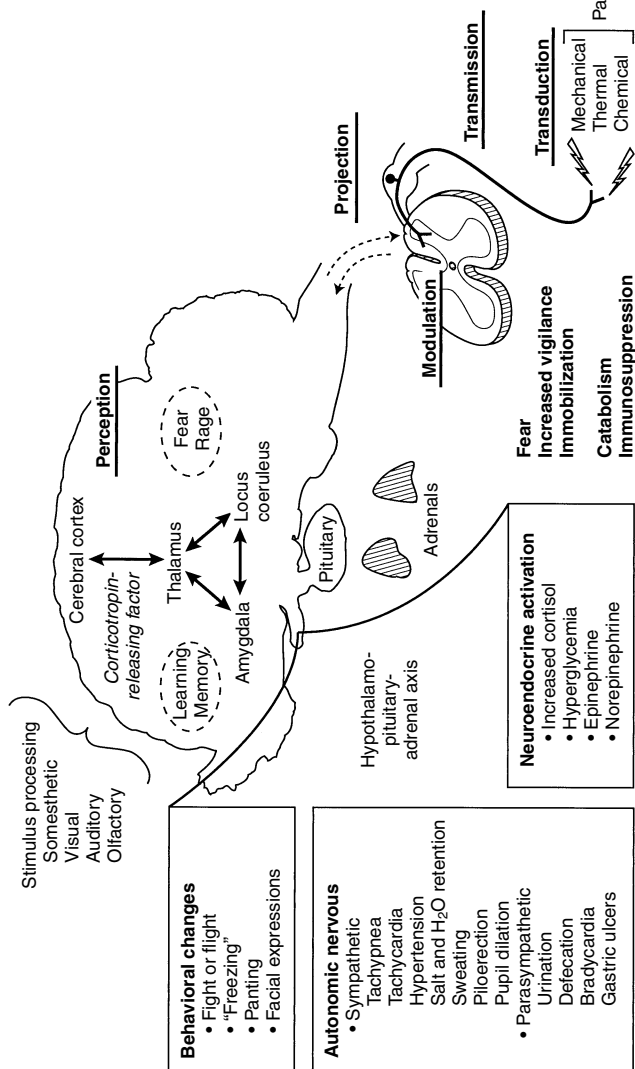 Stimulus processing
Somesthetic
Visual
Auditory
Olfactory
Cerebral cortex
Corticotropin-
releasing factor
Perception
Learning
Memory
Thalamus
Fear
Rage
Amygdala
Locus
coeruleus
Pituitary
Adrenals
Hypothalamo-
pituitary-
adrenal axis
Projection
Modulation
Transmission
Transduction
Mechanical
Thermal
Chemical
Pa
Behavioral changes
• Fight or flight
• “Freezing”
• Panting
• Facial expressions
Autonomic nervous
• Sympathetic
Tachypnea
Tachycardia
Hypertension
Salt and H₂O retention
Sweating
Piloerection
Pupil dilation
• Parasympathetic
Urination
Defecation
Bradycardia
Gastric ulcers
Neuroendocrine activation
• Increased cortisol
• Hyperglycemia
• Epinephrine
• Norepinephrine
Fear
Increased vigilance
Immobilization
Catabolism
Immunosuppression